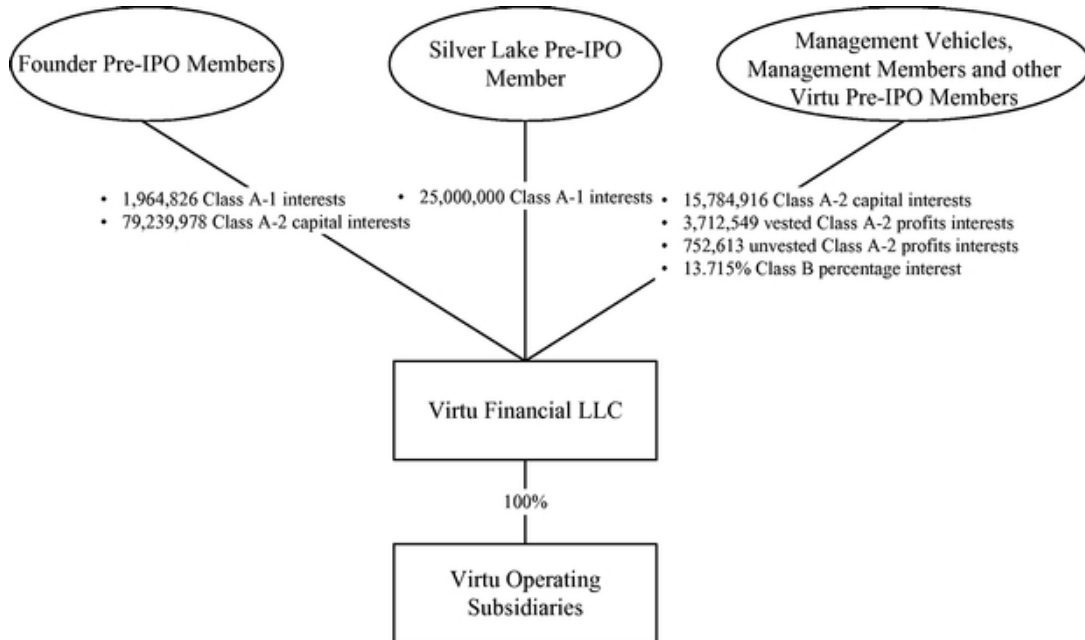 Founder Pre-IPO Members
Silver Lake Pre-IPO
Member
Management Vehicles,
Management Members and other
Virtu Pre-IPO Members
• 1,964,826 Class A-1 interests
• 79,239,978 Class A-2 capital interests
• 25,000,000 Class A-1 interests
• 15,784,916 Class A-2 capital interests
• 3,712,549 vested Class A-2 profits interests
• 752,613 unvested Class A-2 profits interests
• 13.715% Class B percentage interest
Virtu Financial LLC
100%
Virtu Operating
Subsidiaries